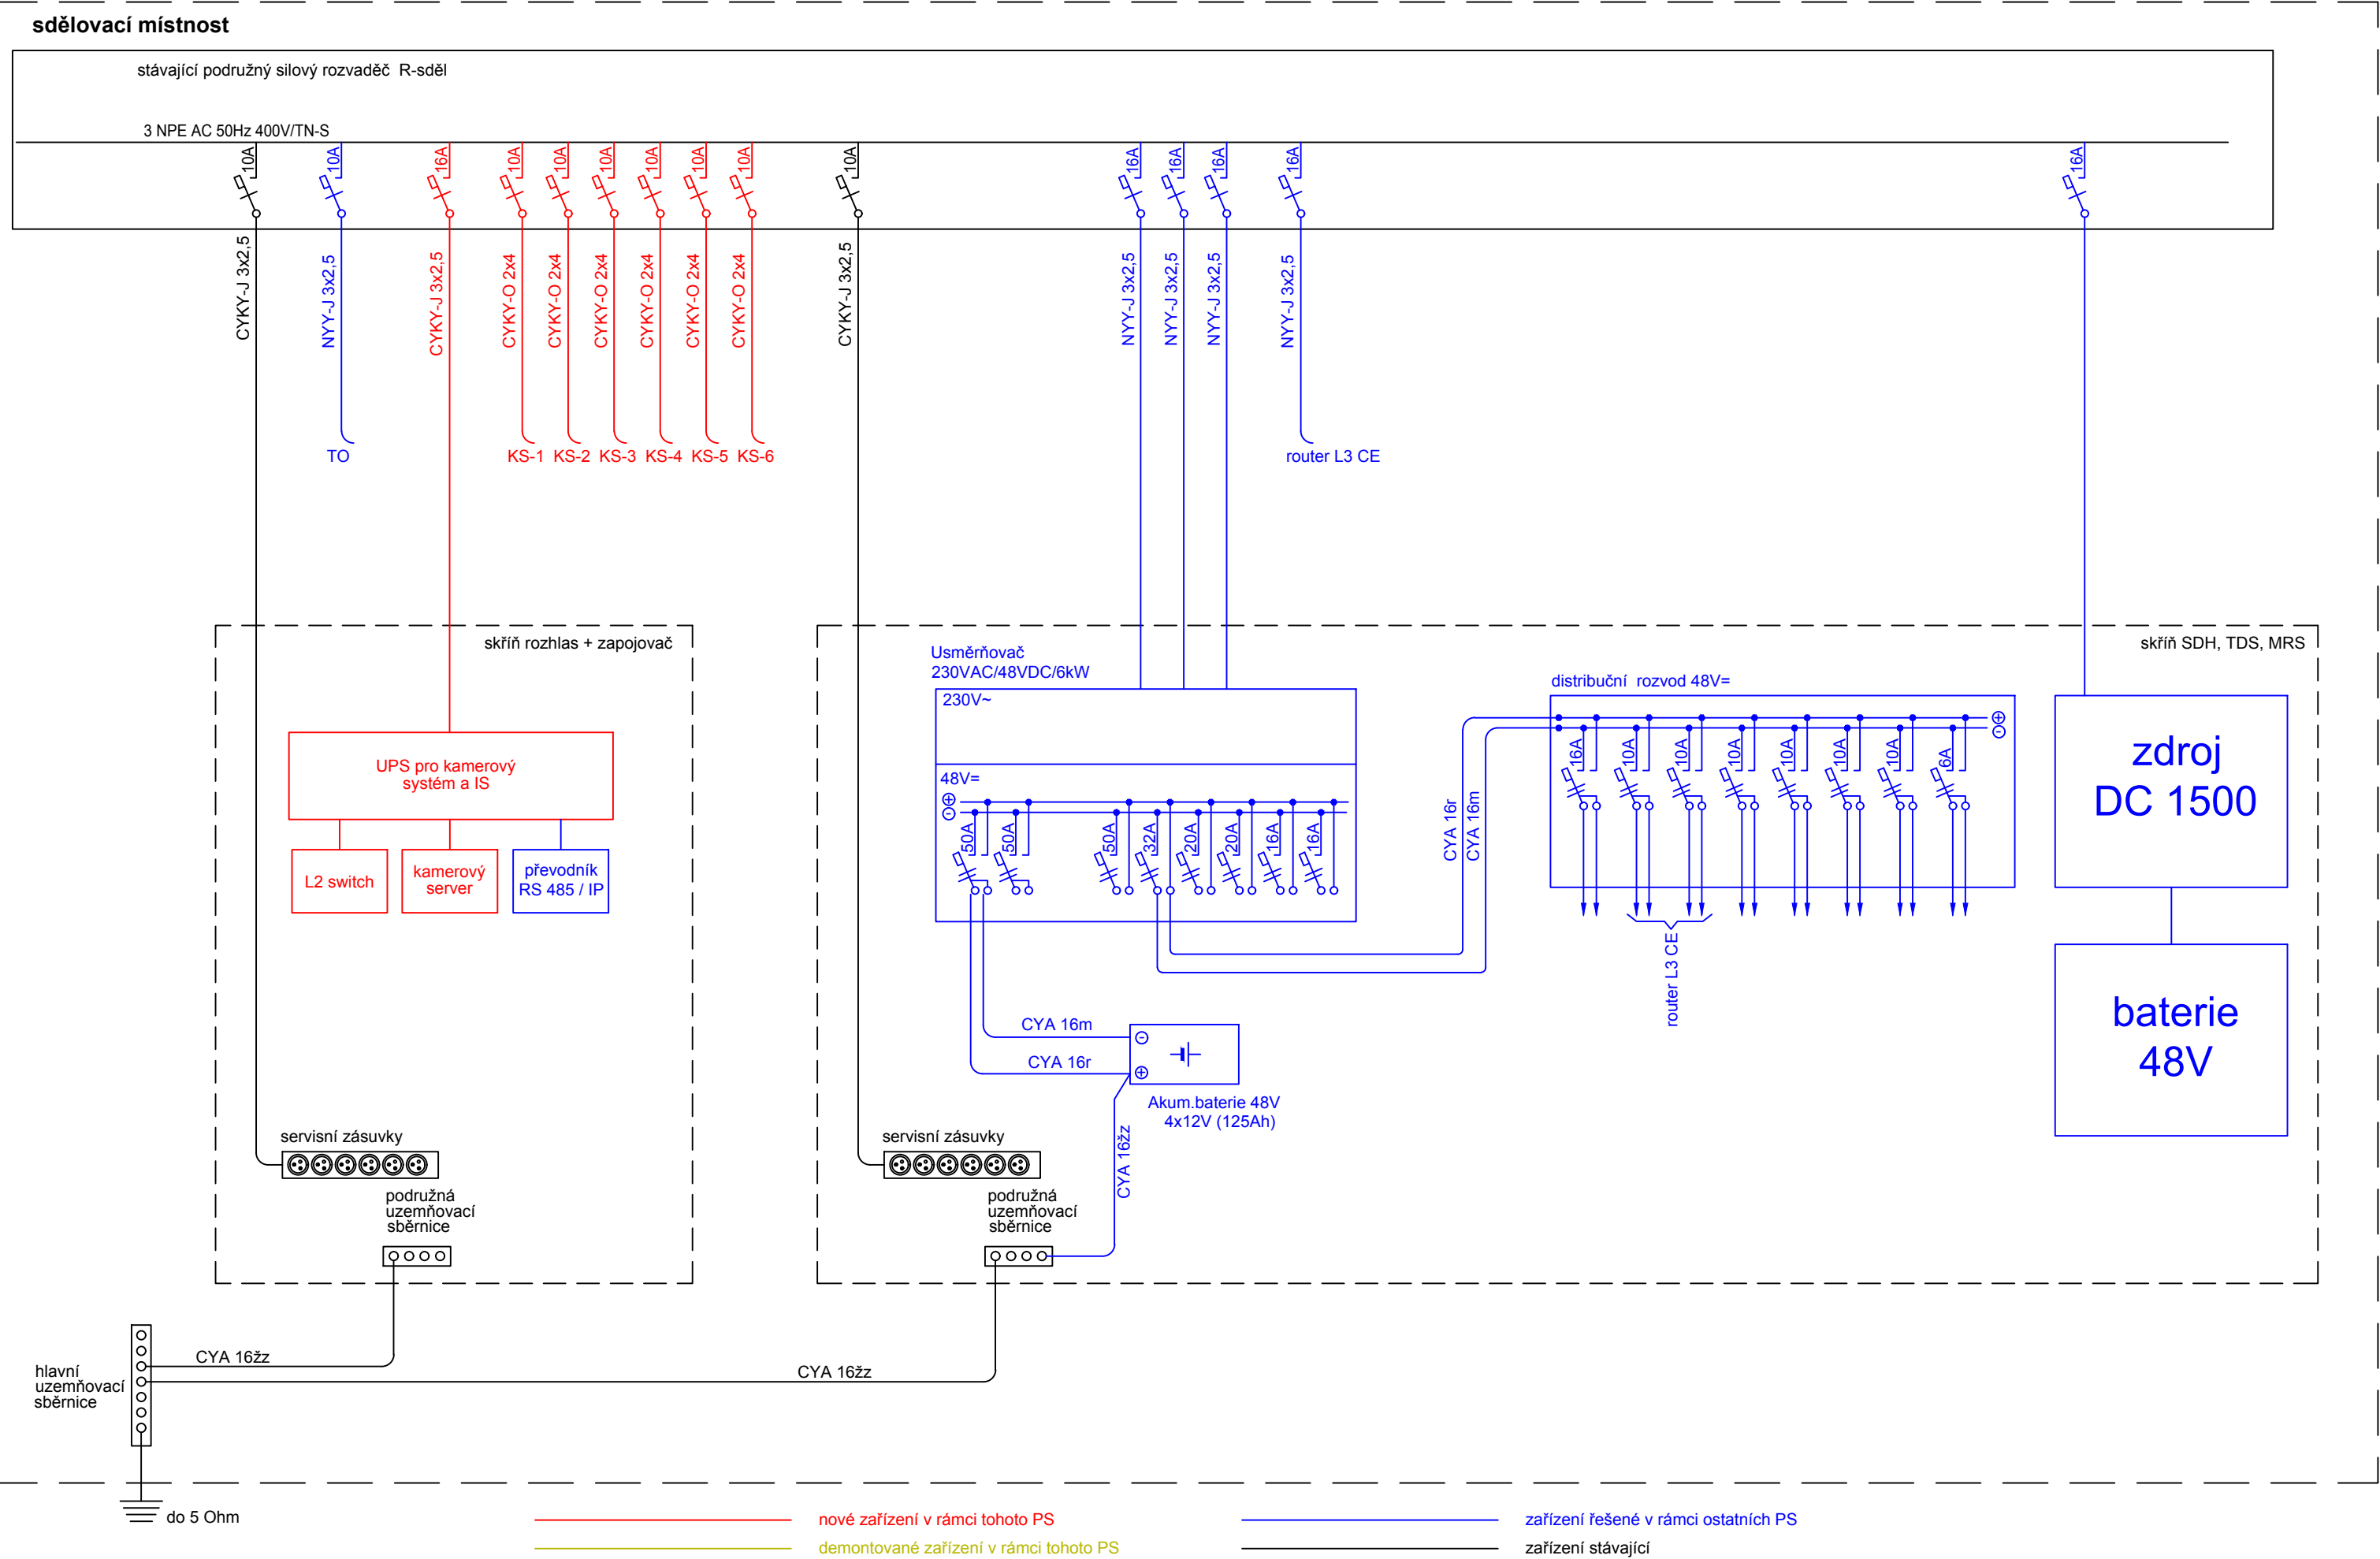 sdělovací místnost
stávající podružný silový rozvaděč R-sděl
3 NPE AC 50Hz 400V/TN-S
10A
10A
16A
10A
10A
10A
10A
10A
10A
10A
16A
16A
16A
16A
16A
CYKY-J 3x2,5
NYY-J 3x2,5
CYKY-J 3x2,5
CYKY-O 2x4
CYKY-O 2x4
CYKY-O 2x4
CYKY-O 2x4
CYKY-O 2x4
CYKY-O 2x4
CYKY-J 3x2,5
NYY-J 3x2,5
NYY-J 3x2,5
NYY-J 3x2,5
NYY-J 3x2,5
TO
KS-1
KS-2
KS-3
KS-4
KS-5
KS-6
router L3 CE
skříň rozhlas + zapojovač
UPS pro kamerový
systém a IS
L2 switch
kamerový
server
převodník
RS 485 / IP
servisní zásuvky
podružná
uzemňovací
sběrnice
skříň SDH, TDS, MRS
Usměrňovač
230VAC/48VDC/6kW
230V~
48V=
50A
50A
50A
32A
20A
20A
16A
16A
CYA 16r
CYA 16m
distribuční rozvod 48V=
16A
10A
10A
10A
10A
10A
10A
6A
router L3 CE
zdroj
DC 1500
baterie
48V
CYA 16m
CYA 16r
Akum.baterie 48V
4x12V (125Ah)
CYA 16žz
servisní zásuvky
podružná
uzemňovací
sběrnice
hlavní
uzemňovací
sběrnice
CYA 16žz
CYA 16žz
do 5 Ohm
nové zařízení v rámci tohoto PS
demontované zařízení v rámci tohoto PS
zařízení řešené v rámci ostatních PS
zařízení stávající